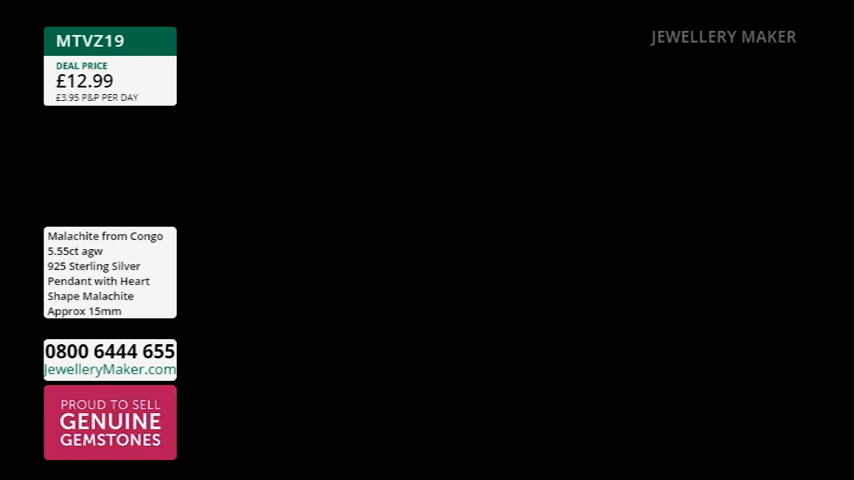 MTVZ19
DEAL PRICE
£12.99
£3.95 P&P PER DAY
JEWELLERY MAKER
Malachite from Congo
5.55ct agw
925 Sterling Silver
Pendant with Heart
Shape Malachite
Approx 15mm
0800 6444 655
JewelleryMaker.com
PROUD TO SELL
GENUINE
GEMSTONES